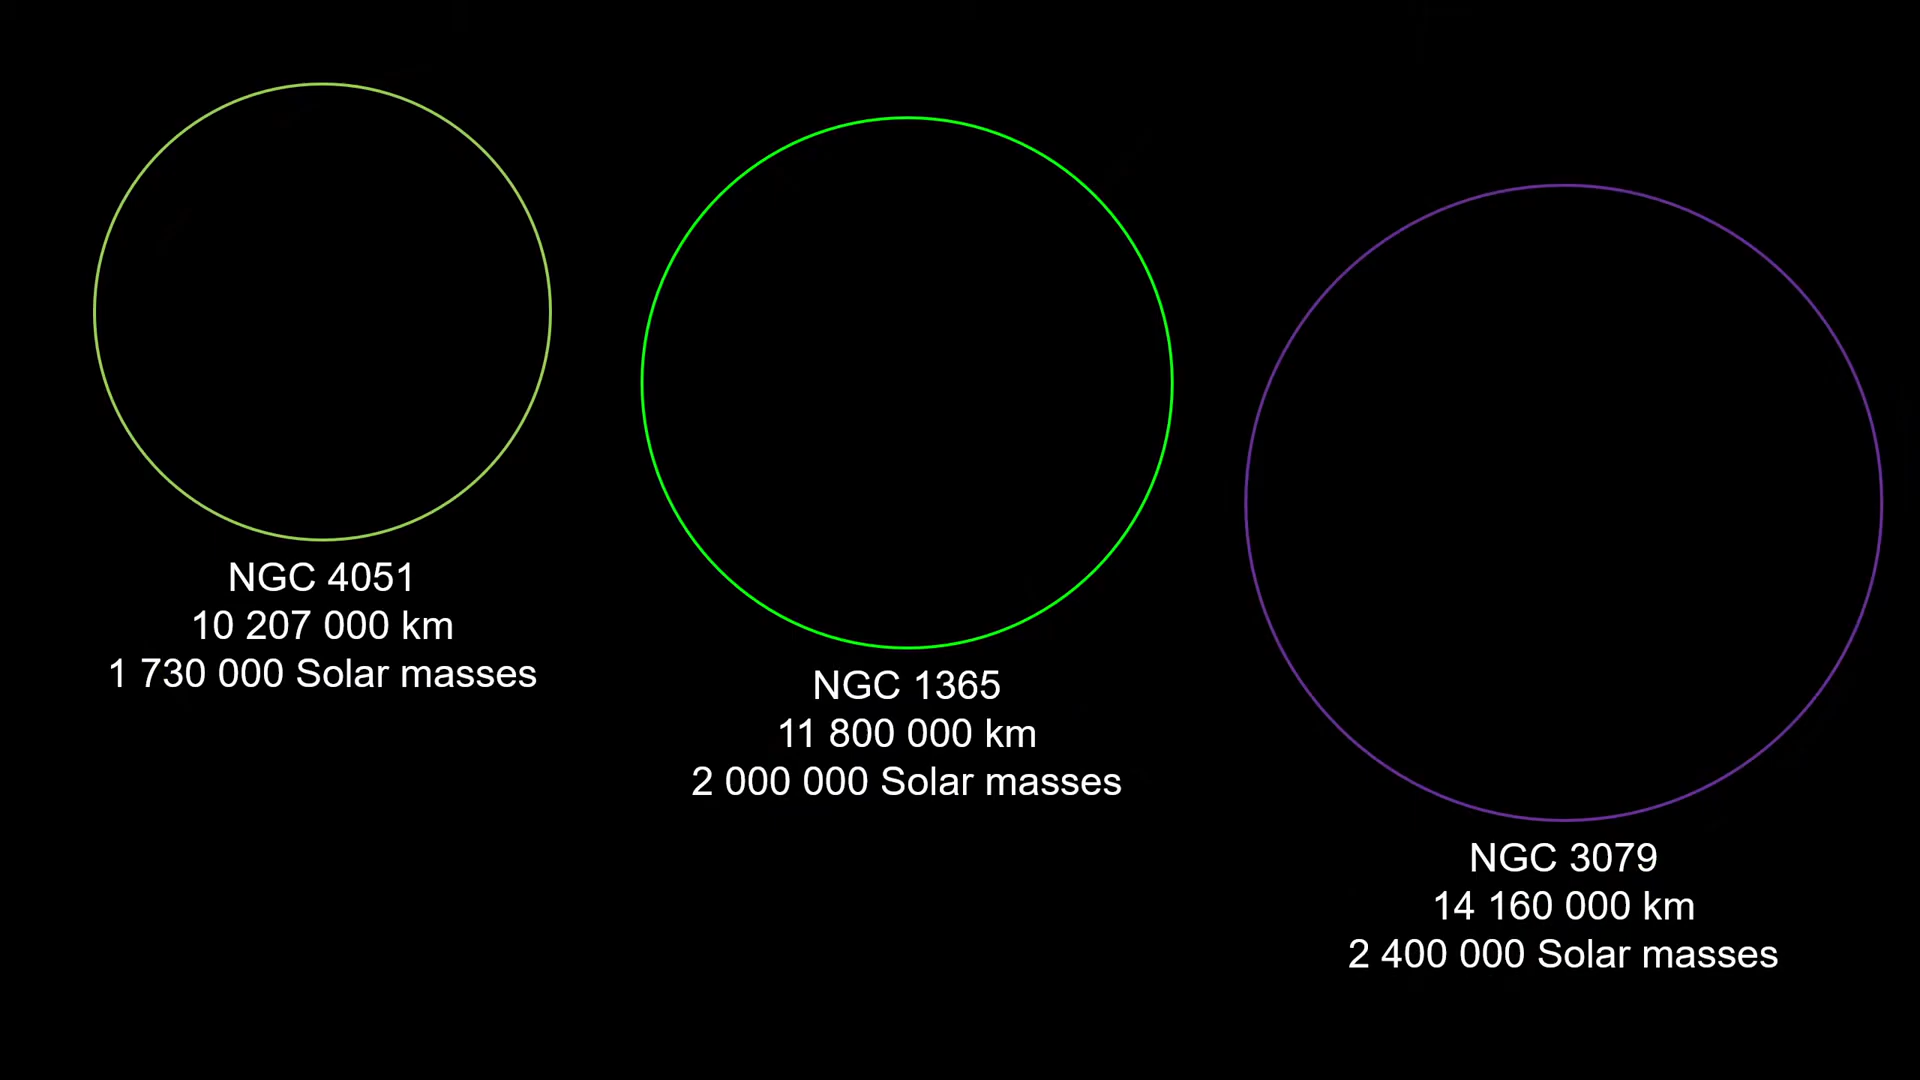 NGC 4051
10 207 000 km
1 730 000 Solar masses
NGC 1365
11 800 000 km
2 000 000 Solar masses
NGC 3079
14 160 000 km
2 400 000 Solar masses